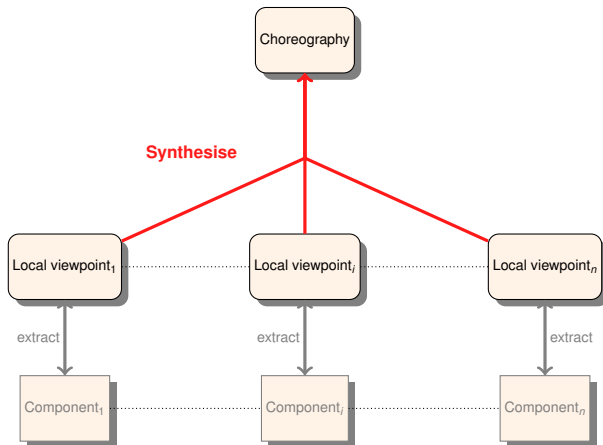 Choreography
Synthesise
Local viewpoint₁ Local viewpointᵢ Local viewpointₙ
extract extract extract
Component₁ Componentᵢ Componentₙ